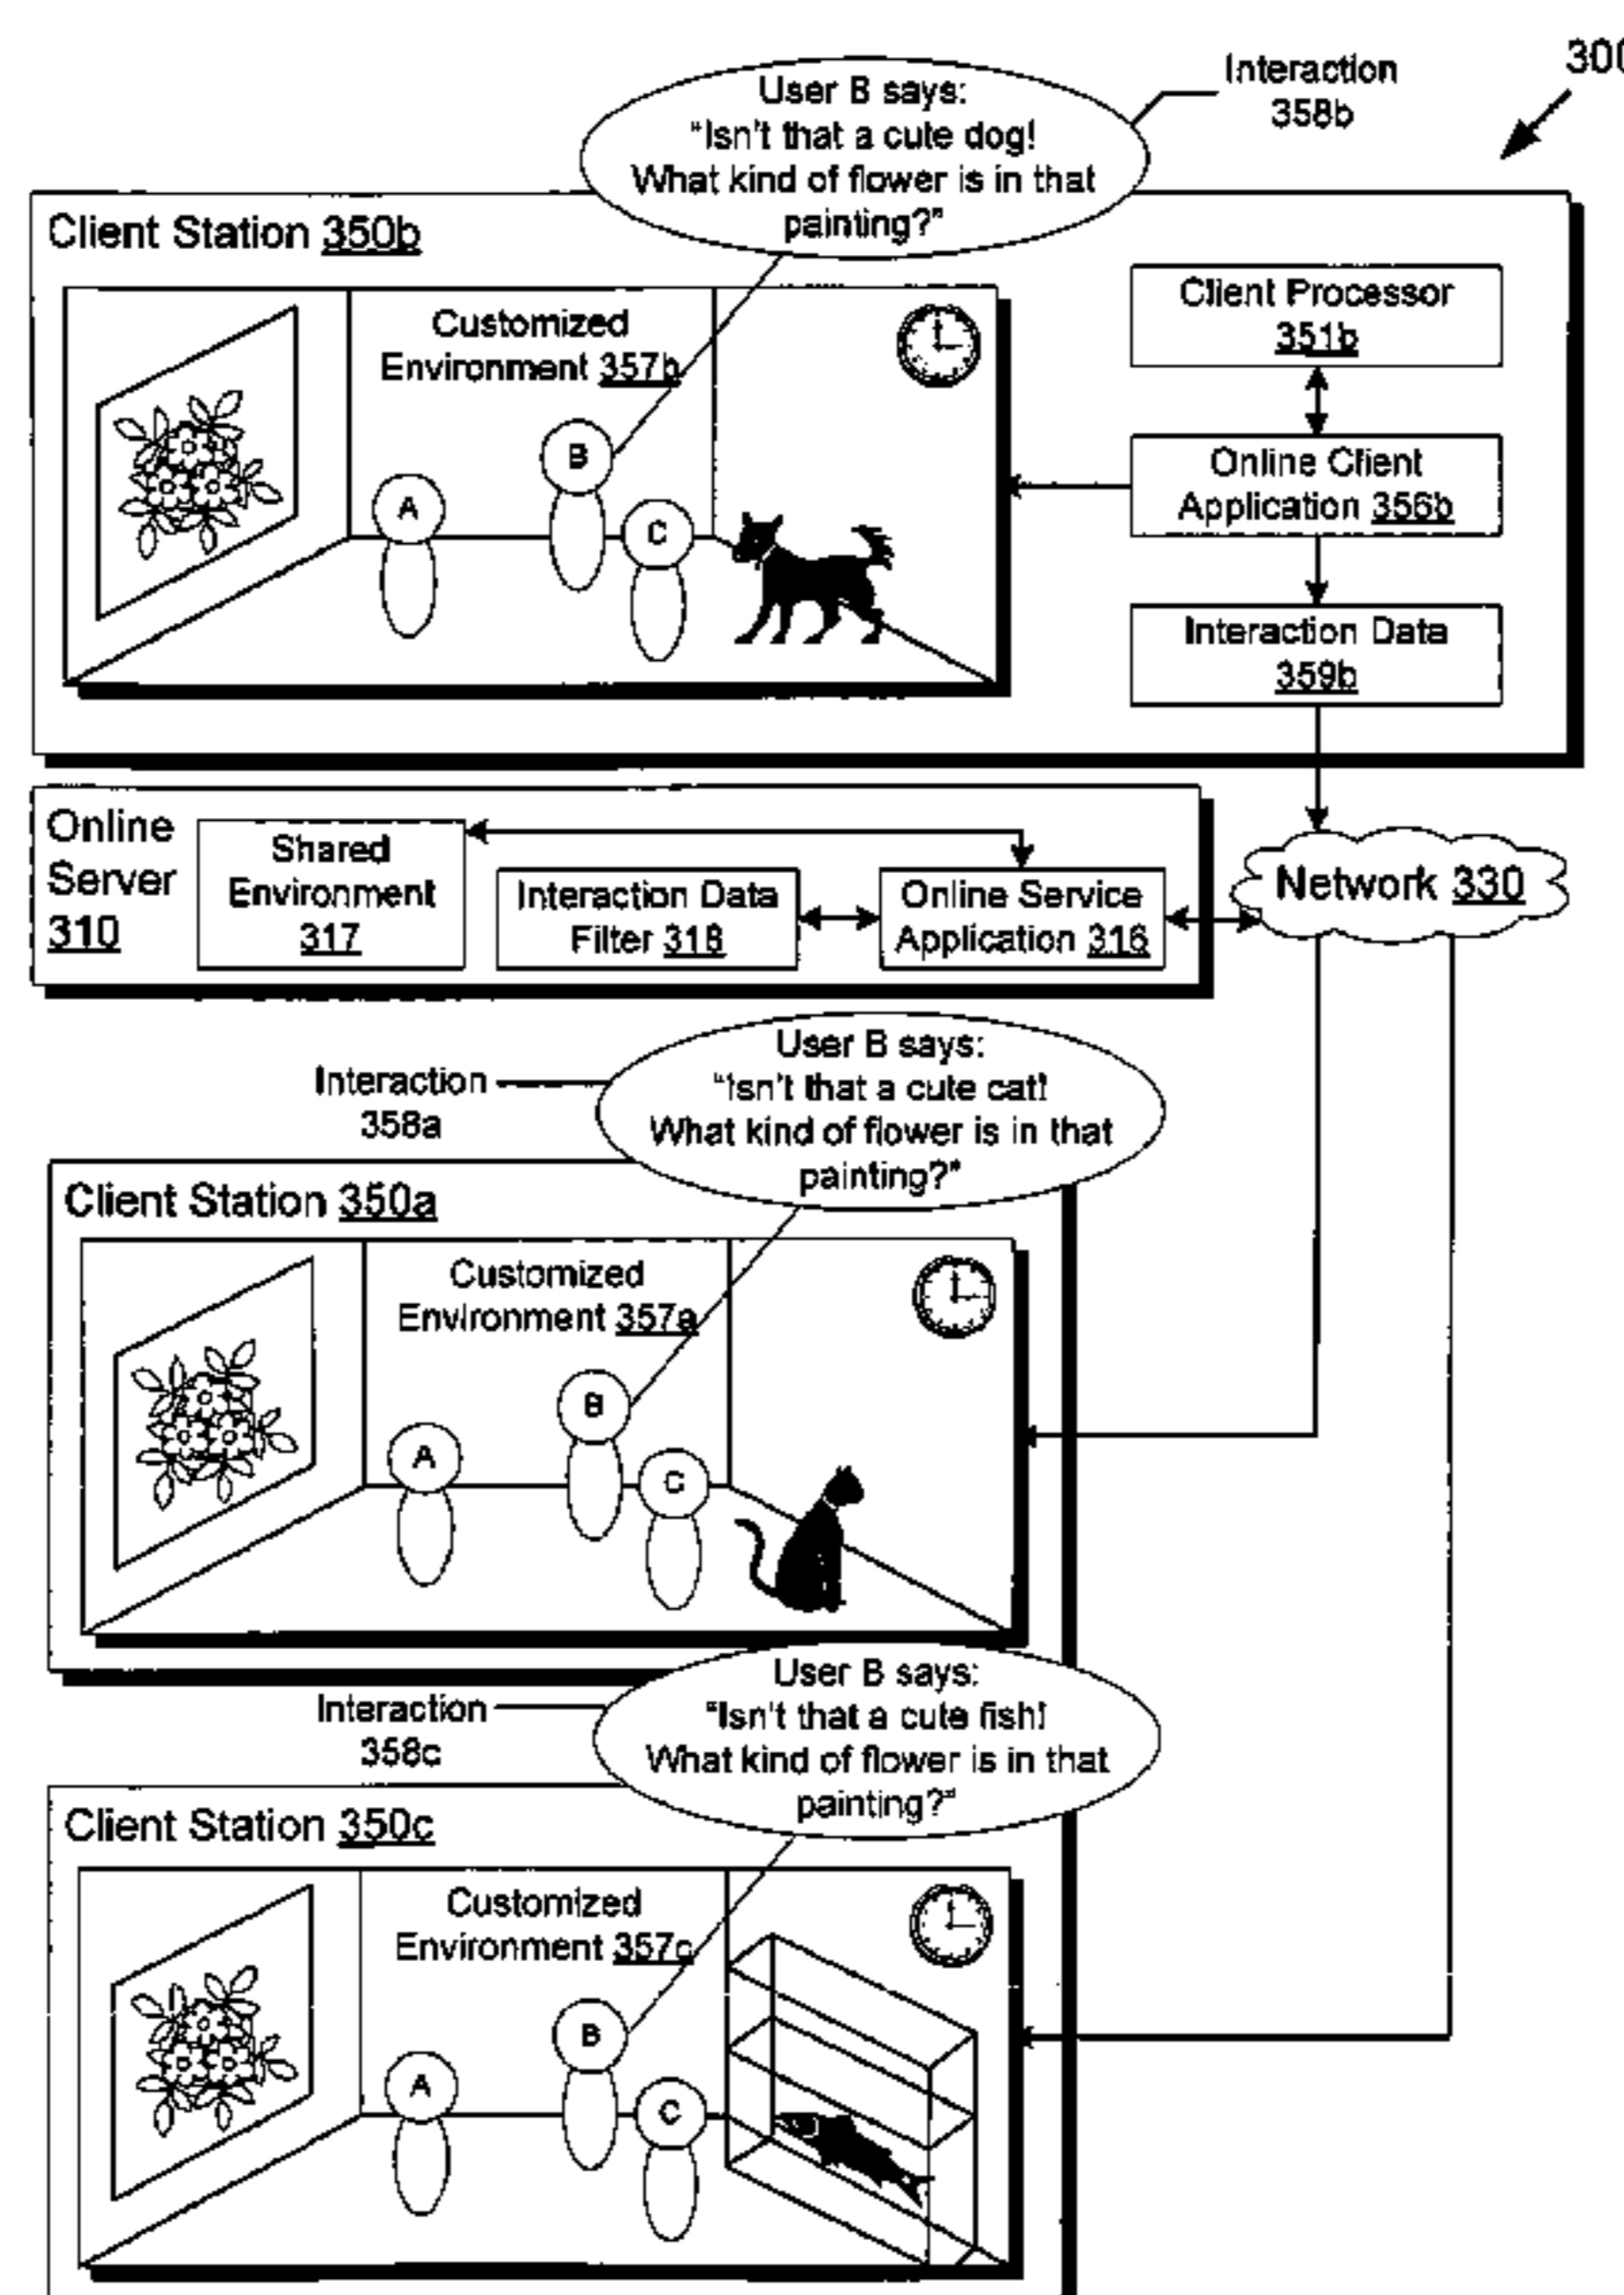 300
Interaction
358b
User B says:
"Isn't that a cute dog!
What kind of flower is in that
painting?"
Client Station 350b
Customized
Environment 357b
A
B
C
Client Processor
351b
Online Client
Application 356b
Interaction Data
359b
Online
Server
310
Shared
Environment
317
Interaction Data
Filter 318
Online Service
Application 316
Network 330
Interaction
358a
User B says:
"Isn't that a cute cat!
What kind of flower is in that
painting?"
Client Station 350a
Customized
Environment 357a
A
B
C
Interaction
358c
User B says:
"Isn't that a cute fish!
What kind of flower is in that
painting?"
Client Station 350c
Customized
Environment 357c
A
B
C